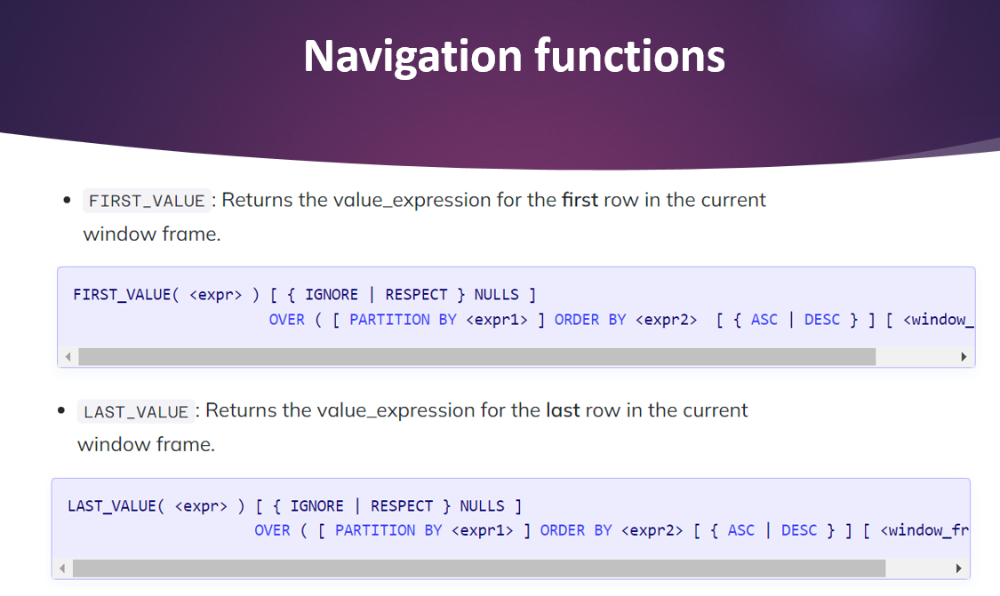 Navigation functions
• FIRST_VALUE : Returns the value_expression for the first row in the current
window frame.
FIRST_VALUE( <expr> ) [ { IGNORE | RESPECT } NULLS ]
OVER ( [ PARTITION BY <expr1> ] ORDER BY <expr2>  [ { ASC | DESC } ] [ <window_
• LAST_VALUE : Returns the value_expression for the last row in the current
window frame.
LAST_VALUE( <expr> ) [ { IGNORE | RESPECT } NULLS ]
OVER ( [ PARTITION BY <expr1> ] ORDER BY <expr2> [ { ASC | DESC } ] [ <window_fr